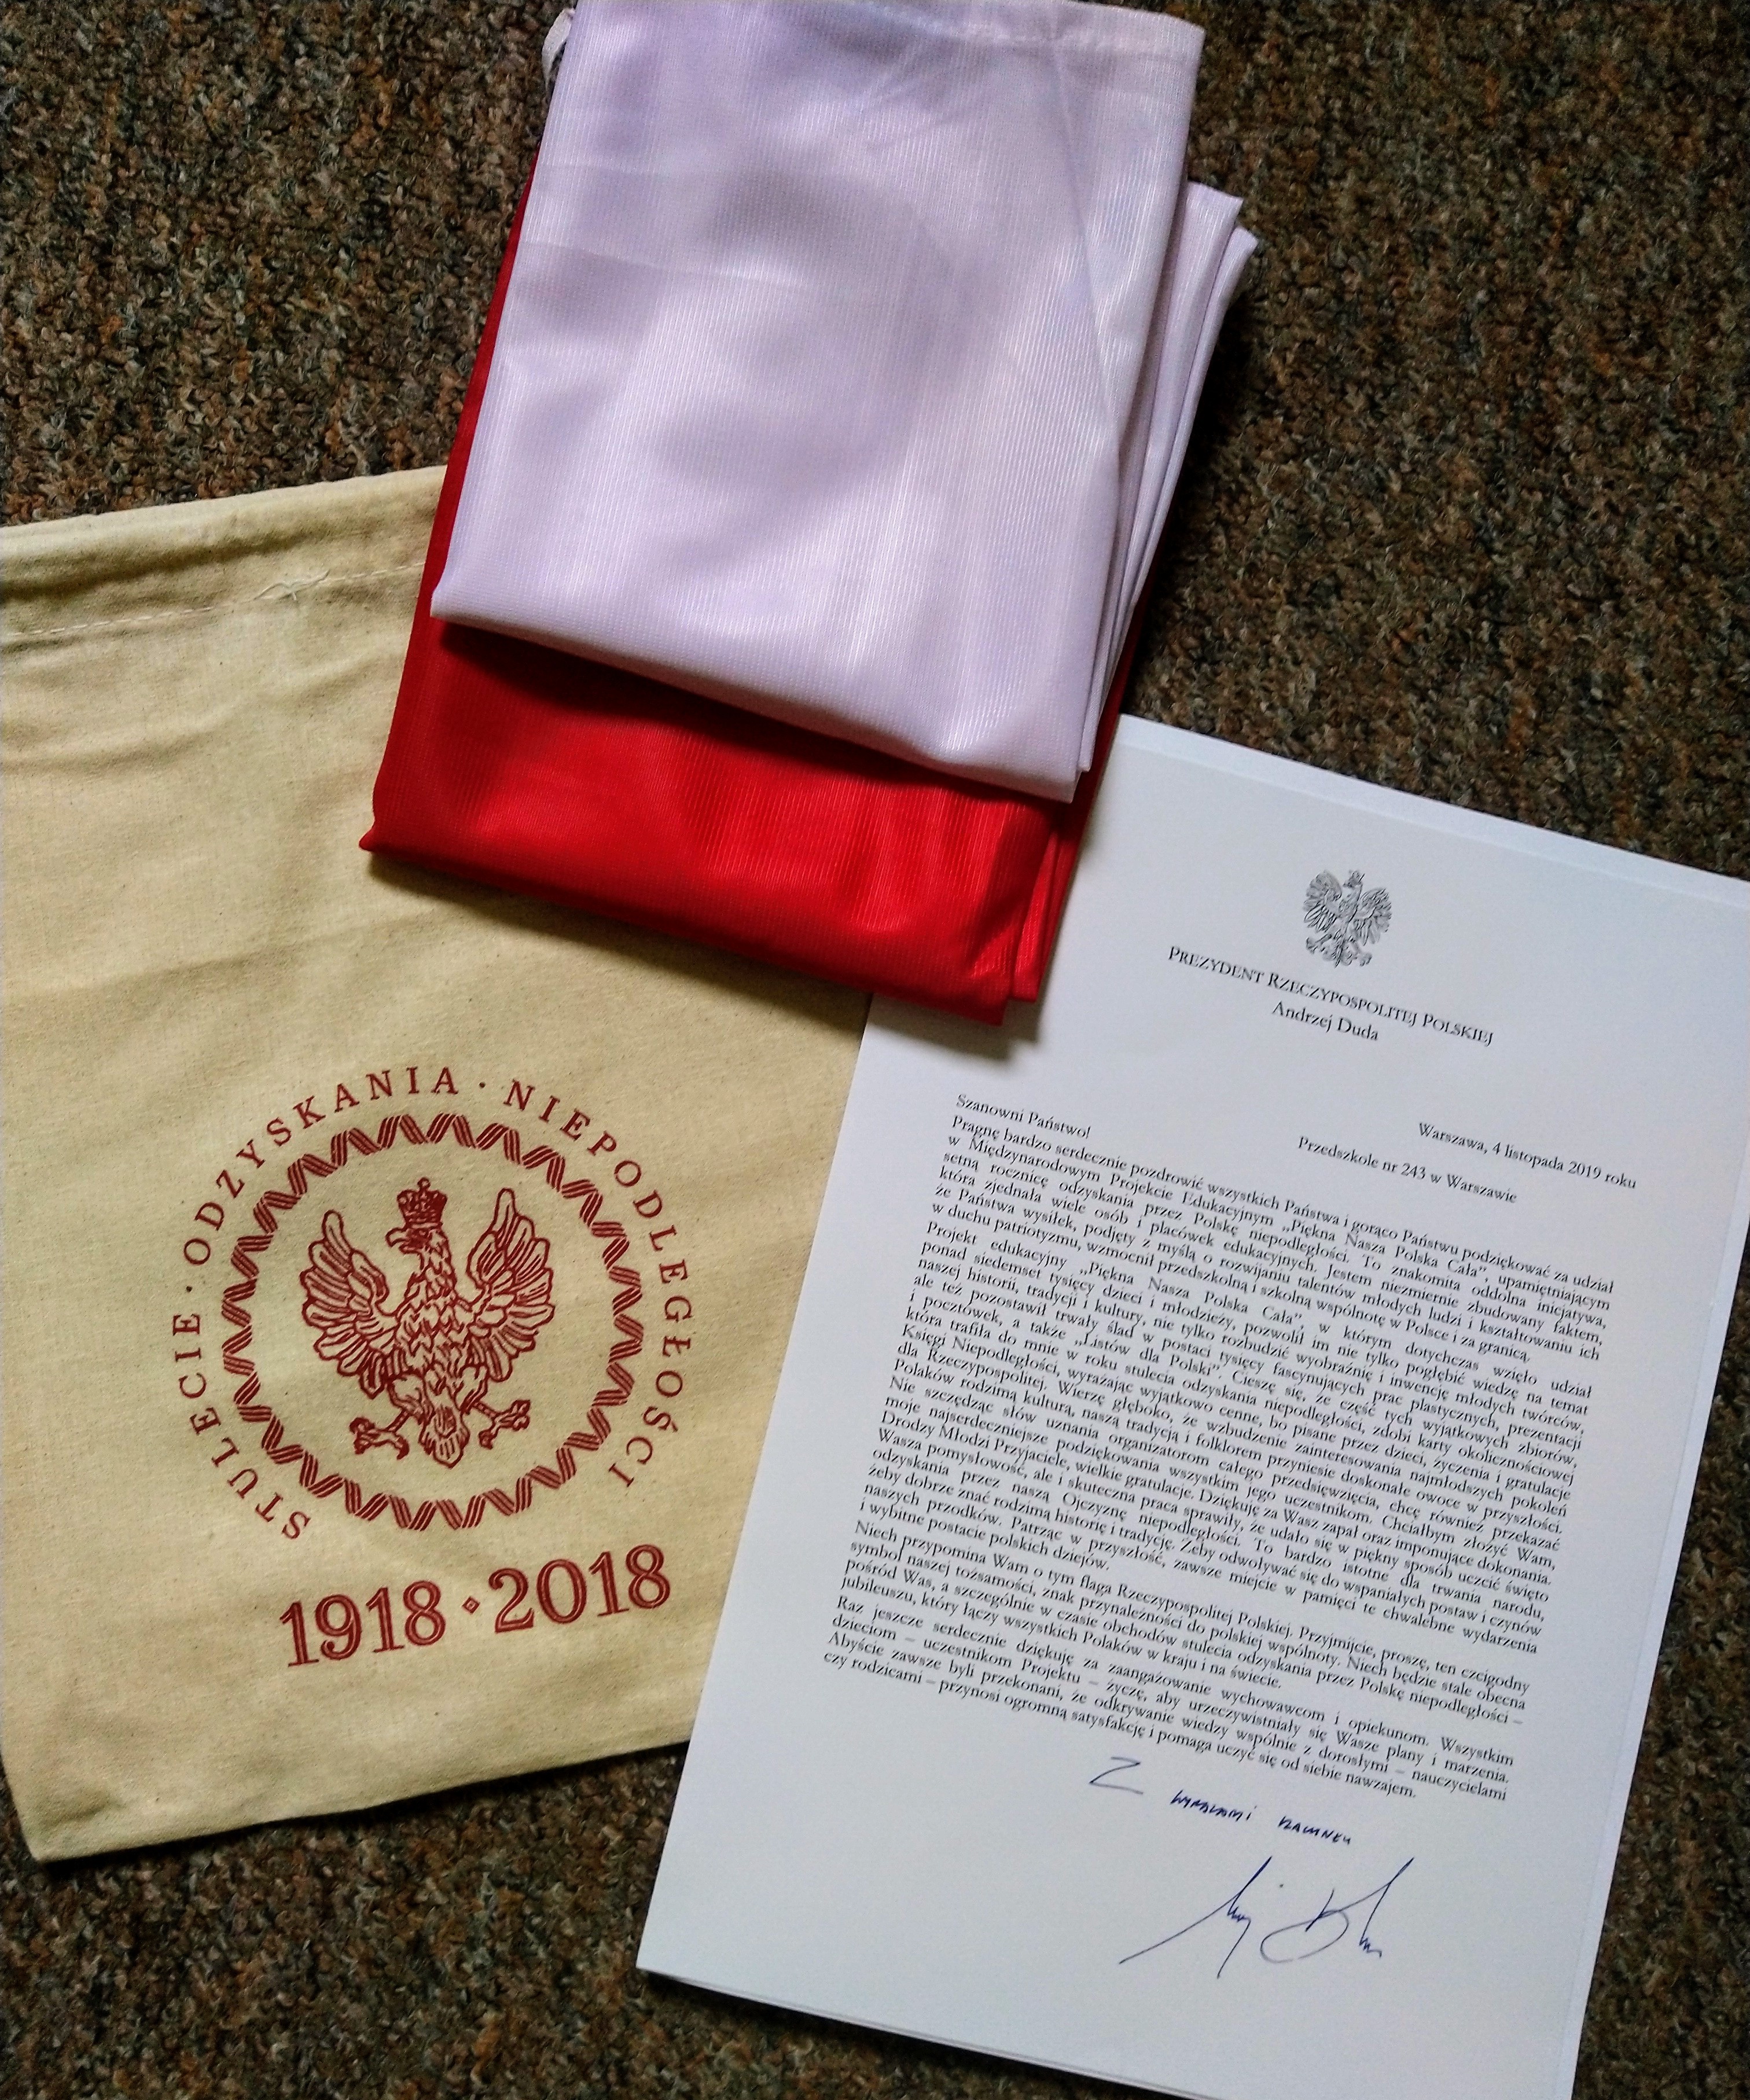 STULECIE · ODZYSKANIA · NIEPODLEGŁOŚCI
1918 · 2018
PREZYDENT RZECZYPOSPOLITEJ POLSKIEJ
Andrzej Duda
Warszawa, 4 listopada 2019 roku
Przedszkole nr 243 w Warszawie
Szanowni Państwo!
Pragnę bardzo serdecznie pozdrowić wszystkich Państwa i gorąco Państwu podziękować za udział
w Międzynarodowym Projekcie Edukacyjnym „Piękna Nasza Polska Cała”, upamiętniającym
setną rocznicę odzyskania przez Polskę niepodległości. To znakomita oddolna inicjatywa,
która zjednała wiele osób i placówek edukacyjnych. Jestem niezmiernie zbudowany faktem,
że Państwa wysiłek, podjęty z myślą o rozwijaniu talentów młodych ludzi i kształtowaniu ich
w duchu patriotyzmu, wzmocnił przedszkolną i szkolną wspólnotę w Polsce i za granicą.
Projekt edukacyjny „Piękna Nasza Polska Cała”, w którym dotychczas wzięło udział
ponad siedemset tysięcy dzieci i młodzieży, pozwolił im nie tylko pogłębić wiedzę na temat
naszej historii, tradycji i kultury, nie tylko rozbudzić wyobraźnię i inwencję młodych twórców,
ale też pozostawił trwały ślad w postaci tysięcy fascynujących prac plastycznych, prezentacji
i pocztówek, a także „Listów dla Polski”. Cieszę się, że część tych wyjątkowych zbiorów,
która trafiła do mnie w roku stulecia odzyskania niepodległości, zdobi karty okolicznościowej
Księgi Niepodległości, wyrażając wyjątkowo cenne, bo pisane przez dzieci, życzenia i gratulacje
dla Rzeczypospolitej. Wierzę głęboko, że wzbudzenie zainteresowania najmłodszych pokoleń
Polaków rodzimą kulturą, naszą tradycją i folklorem przyniesie doskonałe owoce w przyszłości.
Nie szczędząc słów uznania organizatorom całego przedsięwzięcia, chcę również przekazać
moje najserdeczniejsze podziękowania wszystkim jego uczestnikom. Chciałbym złożyć Wam,
Drodzy Młodzi Przyjaciele, wielkie gratulacje. Dziękuję za Wasz zapał oraz imponujące dokonania.
Wasza pomysłowość, ale i skuteczna praca sprawiły, że udało się w piękny sposób uczcić święto
odzyskania przez naszą Ojczyznę niepodległości. To bardzo istotne dla trwania narodu,
żeby dobrze znać rodzimą historię i tradycję. Żeby odwoływać się do wspaniałych postaw i czynów
naszych przodków. Patrząc w przyszłość, zawsze miejcie w pamięci te chwalebne wydarzenia
i wybitne postacie polskich dziejów.
Niech przypomina Wam o tym flaga Rzeczypospolitej Polskiej. Przyjmijcie, proszę, ten czcigodny
symbol naszej tożsamości, znak przynależności do polskiej wspólnoty. Niech będzie stale obecna
pośród Was, a szczególnie w czasie obchodów stulecia odzyskania przez Polskę niepodległości –
jubileuszu, który łączy wszystkich Polaków w kraju i na świecie.
Raz jeszcze serdecznie dziękuję za zaangażowanie wychowawcom i opiekunom. Wszystkim
dzieciom – uczestnikom Projektu – życzę, aby urzeczywistniały się Wasze plany i marzenia.
Abyście zawsze byli przekonani, że odkrywanie wiedzy wspólnie z dorosłymi – nauczycielami
czy rodzicami – przynosi ogromną satysfakcję i pomaga uczyć się od siebie nawzajem.
Z